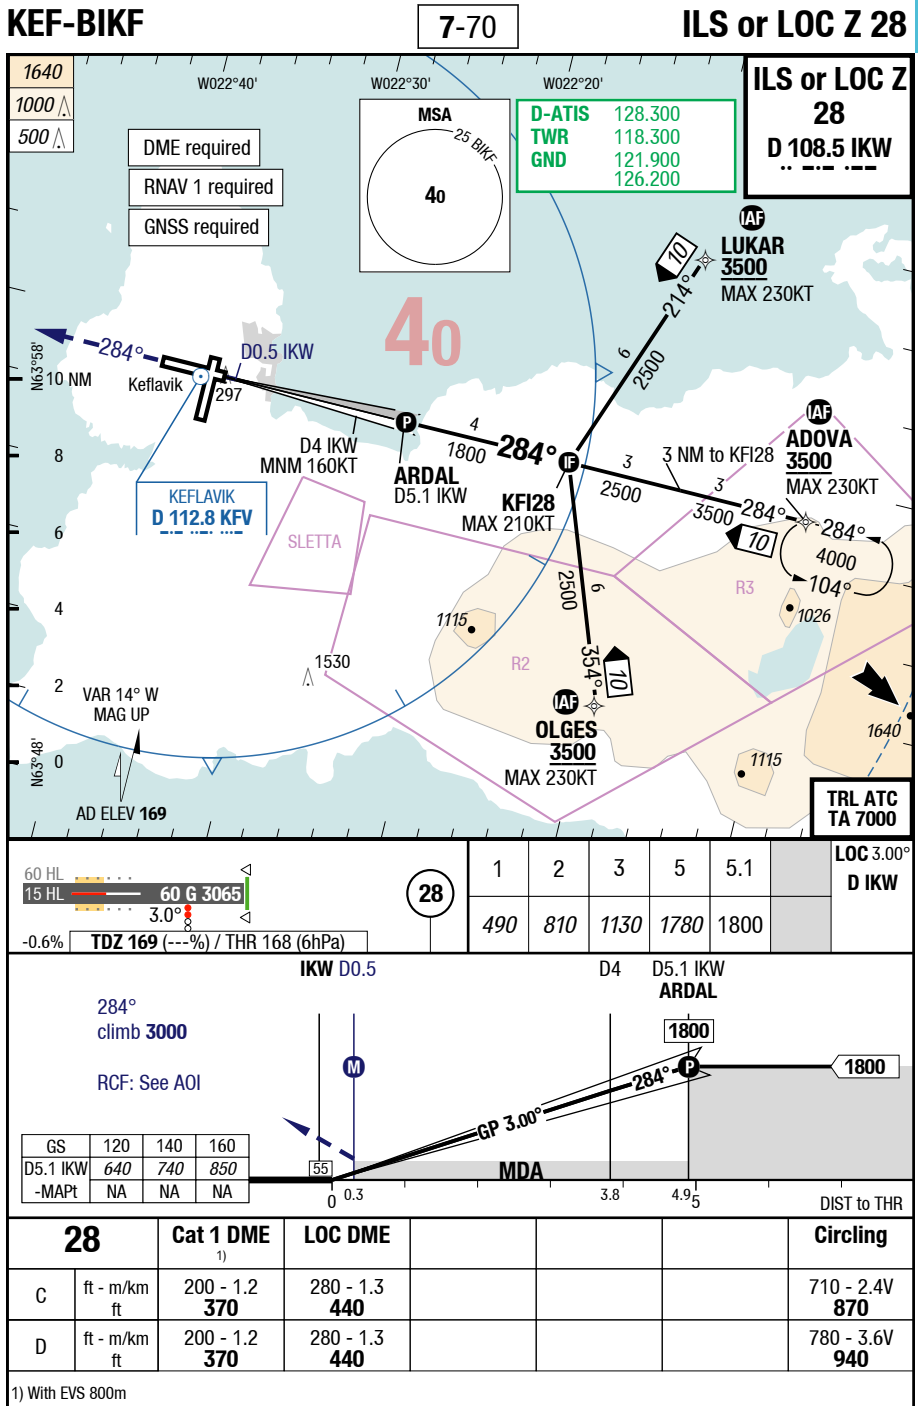 KEF-BIKF
7-70
ILS or LOC Z 28
1640
1000
500
W022°40'
W022°30'
W022°20'
DME required
RNAV 1 required
GNSS required
MSA
25 BIKF
40
D-ATIS 128.300
TWR 118.300
GND 121.900
126.200
ILS or LOC Z
28
D 108.5 IKW
IAF
LUKAR
3500
MAX 230KT
10
214°
6
2500
40
N63°58'
10 NM
284°
D0.5 IKW
Keflavik
297
D4 IKW
MNM 160KT
P
ARDAL
D5.1 IKW
4
1800
284°
IF
KFI28
MAX 210KT
3
2500
3 NM to KFI28
3
3500
284°
10
IAF
ADOVA
3500
MAX 230KT
284°
4000
104°
8
KEFLAVIK
D 112.8 KFV
6
SLETTA
4
2
0
R3
1026
1115
R2
6
2500
354°
10
1530
IAF
OLGES
3500
MAX 230KT
VAR 14° W
MAG UP
N63°48'
AD ELEV 169
1640
1115
TRL ATC
TA 7000
60 HL
15 HL
60 G 3065
3.0°
-0.6%
TDZ 169 (---%) / THR 168 (6hPa)
28
1 2 3 5 5.1
490 810 1130 1780 1800
LOC 3.00°
D IKW
IKW D0.5
D4
D5.1 IKW
ARDAL
284°
climb 3000
RCF: See AOI
1800
M
P
1800
284°
GP 3.00°
GS 120 140 160
D5.1 IKW 640 740 850
-MAPt NA NA NA
55
MDA
0 0.3 3.8 4.9 5
DIST to THR
28 Cat 1 DME LOC DME Circling
1)
C ft - m/km 200 - 1.2 280 - 1.3 710 - 2.4V
ft 370 440 870
D ft - m/km 200 - 1.2 280 - 1.3 780 - 3.6V
ft 370 440 940
1) With EVS 800m